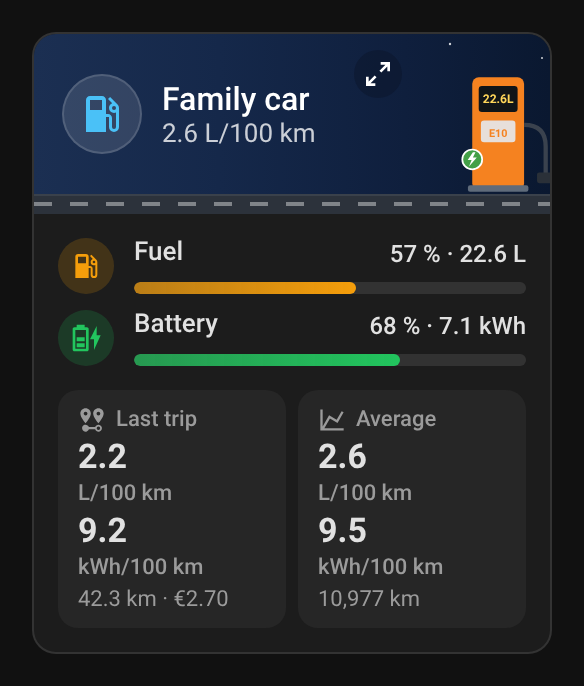 Family car
2.6 L/100 km
22.6L
E10
Fuel
57 % · 22.6 L
Battery
68 % · 7.1 kWh
Last trip
2.2
L/100 km
9.2
kWh/100 km
42.3 km · €2.70
Average
2.6
L/100 km
9.5
kWh/100 km
10,977 km